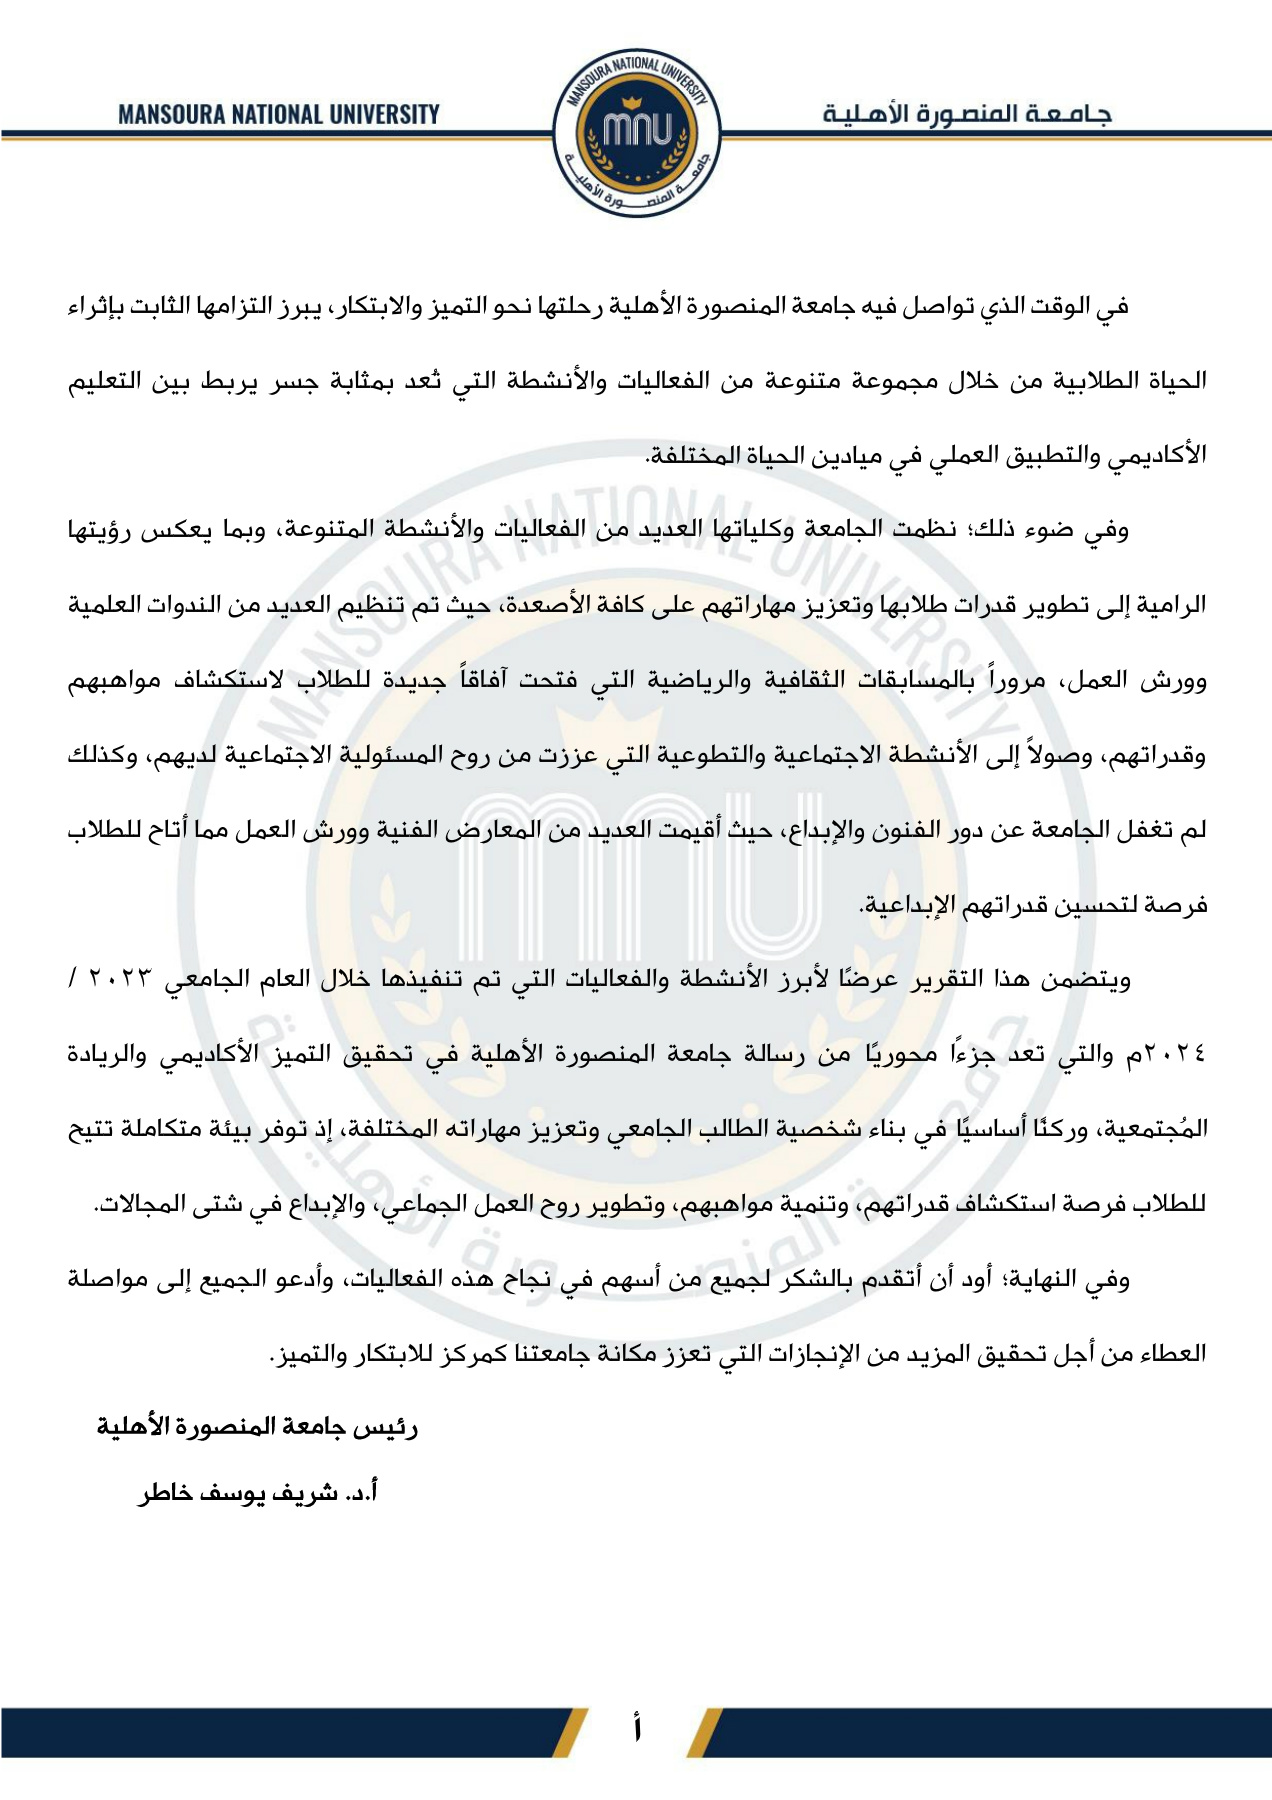 MANSOURA NATIONAL UNIVERSITY
جامعة المنصورة الأهلية
MANSOURA NATIONAL UNIVERSITY
mnu
جامعة المنصورة الأهلية
في الوقت الذي تواصل فيه جامعة المنصورة الأهلية رحلتها نحو التميز والابتكار، يبرز التزامها الثابت بإثراء
الحياة الطلابية من خلال مجموعة متنوعة من الفعاليات والأنشطة التي تُعد بمثابة جسر يربط بين التعليم
الأكاديمي والتطبيق العملي في ميادين الحياة المختلفة.
وفي ضوء ذلك؛ نظمت الجامعة وكلياتها العديد من الفعاليات والأنشطة المتنوعة، وبما يعكس رؤيتها
الرامية إلى تطوير قدرات طلابها وتعزيز مهاراتهم على كافة الأصعدة، حيث تم تنظيم العديد من الندوات العلمية
وورش العمل، مروراً بالمسابقات الثقافية والرياضية التي فتحت آفاقاً جديدة للطلاب لاستكشاف مواهبهم
وقدراتهم، وصولاً إلى الأنشطة الاجتماعية والتطوعية التي عززت من روح المسئولية الاجتماعية لديهم، وكذلك
لم تغفل الجامعة عن دور الفنون والإبداع، حيث أقيمت العديد من المعارض الفنية وورش العمل مما أتاح للطلاب
فرصة لتحسين قدراتهم الإبداعية.
ويتضمن هذا التقرير عرضًا لأبرز الأنشطة والفعاليات التي تم تنفيذها خلال العام الجامعي ٢٠٢٣ /
٢٠٢٤م والتي تعد جزءًا محوريًا من رسالة جامعة المنصورة الأهلية في تحقيق التميز الأكاديمي والريادة
المُجتمعية، وركنًا أساسيًا في بناء شخصية الطالب الجامعي وتعزيز مهاراته المختلفة، إذ توفر بيئة متكاملة تتيح
للطلاب فرصة استكشاف قدراتهم، وتنمية مواهبهم، وتطوير روح العمل الجماعي، والإبداع في شتى المجالات.
وفي النهاية؛ أود أن أتقدم بالشكر لجميع من أسهم في نجاح هذه الفعاليات، وأدعو الجميع إلى مواصلة
العطاء من أجل تحقيق المزيد من الإنجازات التي تعزز مكانة جامعتنا كمركز للابتكار والتميز.
رئيس جامعة المنصورة الأهلية
أ.د. شريف يوسف خاطر
أ
MANSOURA NATIONAL UNIVERSITY
mnu
جامعة المنصورة الأهلية